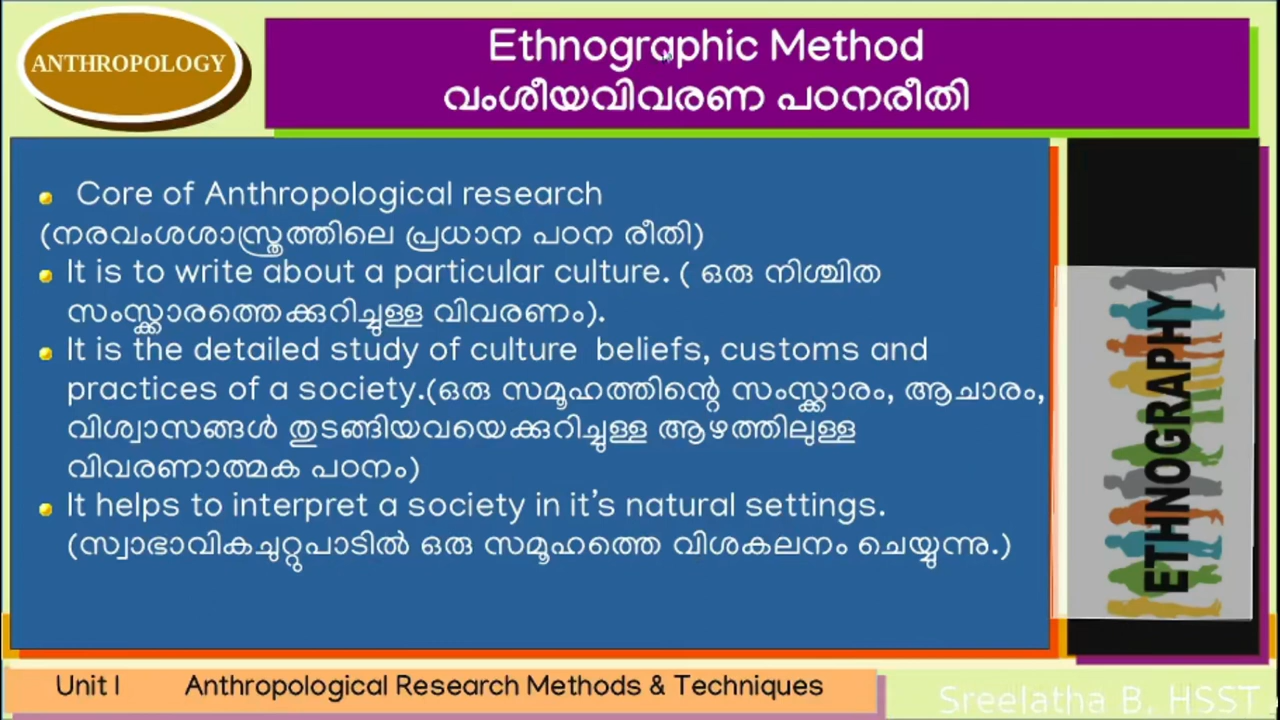 ANTHROPOLOGY
Ethnographic Method
വംശീയവിവരണ പഠനരീതി
Core of Anthropological research
(നരവംശശാസ്ത്രത്തിലെ പ്രധാന പഠന രീതി)
It is to write about a particular culture. ( ഒരു നിശ്ചിത
സംസ്ക്കാരത്തെക്കുറിച്ചുള്ള വിവരണം).
It is the detailed study of culture beliefs, customs and
practices of a society.(ഒരു സമൂഹത്തിന്റെ സംസ്ക്കാരം, ആചാരം,
വിശ്വാസങ്ങൾ തുടങ്ങിയവയെക്കുറിച്ചുള്ള ആഴത്തിലുള്ള
വിവരണാത്മക പഠനം)
It helps to interpret a society in it’s natural settings.
(സ്വാഭാവികചുറ്റുപാടിൽ ഒരു സമൂഹത്തെ വിശകലനം ചെയ്യുന്നു.)
ETHNOGRAPHY
Unit I Anthropological Research Methods & Techniques
Sreelatha B, HSST